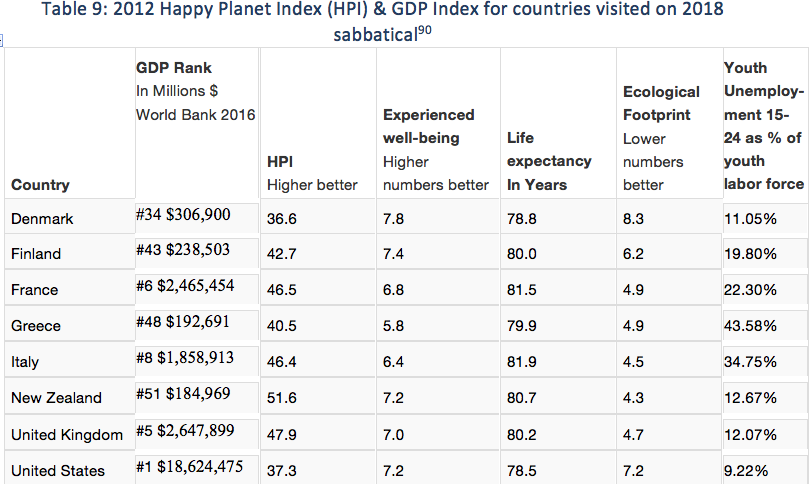 Table 9: 2012 Happy Planet Index (HPI) & GDP Index for countries visited on 2018
sabbatical90
Country GDP Rank In Millions $ World Bank 2016 HPI Higher better Experienced well-being Higher numbers better Life expectancy In Years Ecological Footprint Lower numbers better Youth Unemploy-ment 15-24 as % of youth labor force
Denmark #34 $306,900 36.6 7.8 78.8 8.3 11.05%
Finland #43 $238,503 42.7 7.4 80.0 6.2 19.80%
France #6 $2,465,454 46.5 6.8 81.5 4.9 22.30%
Greece #48 $192,691 40.5 5.8 79.9 4.9 43.58%
Italy #8 $1,858,913 46.4 6.4 81.9 4.5 34.75%
New Zealand #51 $184,969 51.6 7.2 80.7 4.3 12.67%
United Kingdom #5 $2,647,899 47.9 7.0 80.2 4.7 12.07%
United States #1 $18,624,475 37.3 7.2 78.5 7.2 9.22%